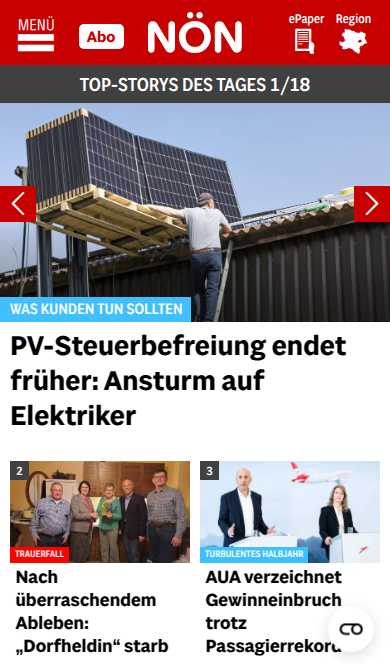 MENÜ
Abo
NÖN
ePaper
Region
TOP-STORYS DES TAGES 1/18
WAS KUNDEN TUN SOLLTEN
PV-Steuerbefreiung endet
früher: Ansturm auf
Elektriker
2
TRAUERFALL
Nach
überraschendem
Ableben:
„Dorfheldin“ starb
3
TURBULENTES HALBJAHR
AUA verzeichnet
Gewinneinbruch
trotz
Passagierrekord